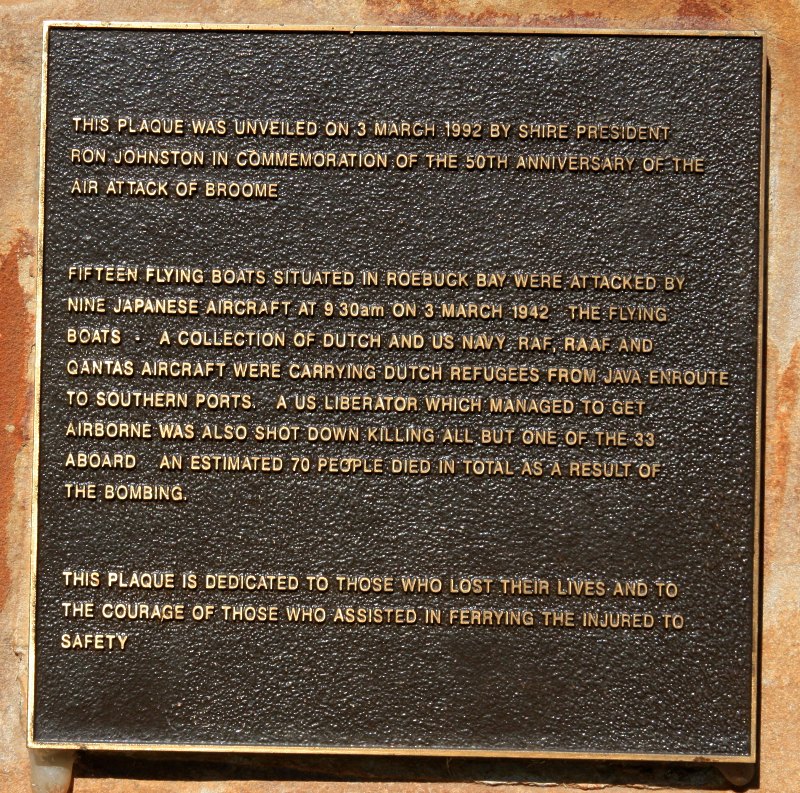 THIS PLAQUE WAS UNVEILED ON 3 MARCH 1992 BY SHIRE PRESIDENT
RON JOHNSTON IN COMMEMORATION OF THE 50TH ANNIVERSARY OF THE
AIR ATTACK OF BROOME
FIFTEEN FLYING BOATS SITUATED IN ROEBUCK BAY WERE ATTACKED BY
NINE JAPANESE AIRCRAFT AT 9 30am ON 3 MARCH 1942 THE FLYING
BOATS - A COLLECTION OF DUTCH AND US NAVY, RAF, RAAF AND
QANTAS AIRCRAFT WERE CARRYING DUTCH REFUGEES FROM JAVA ENROUTE
TO SOUTHERN PORTS. A US LIBERATOR WHICH MANAGED TO GET
AIRBORNE WAS ALSO SHOT DOWN KILLING ALL BUT ONE OF THE 33
ABOARD AN ESTIMATED 70 PEOPLE DIED IN TOTAL AS A RESULT OF
THE BOMBING.
THIS PLAQUE IS DEDICATED TO THOSE WHO LOST THEIR LIVES AND TO
THE COURAGE OF THOSE WHO ASSISTED IN FERRYING THE INJURED TO
SAFETY